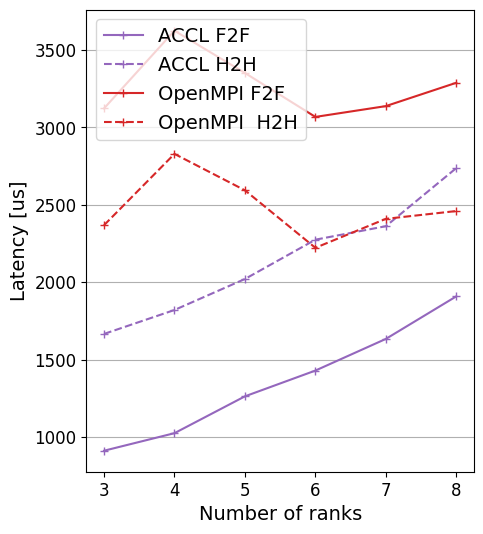 ACCL F2F
ACCL H2H
OpenMPI F2F
OpenMPI  H2H
3500
3000
2500
2000
1500
1000
Latency [us]
3 4 5 6 7 8
Number of ranks